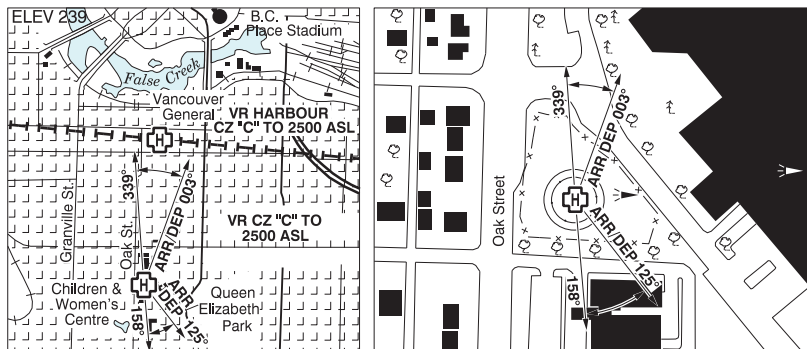 ELEV 239
B.C.
Place Stadium
False Creek
Vancouver
General
VR HARBOUR
CZ "C" TO 2500 ASL
H
Granville St.
Oak St.
339°
ARR/DEP 003°
VR CZ "C" TO
2500 ASL
H
Children &
Women's
Centre
158°
ARR/
DEP 125°
Queen
Elizabeth
Park
Oak Street
339°
ARR/DEP 003°
H
ARR/DEP 125°
158°